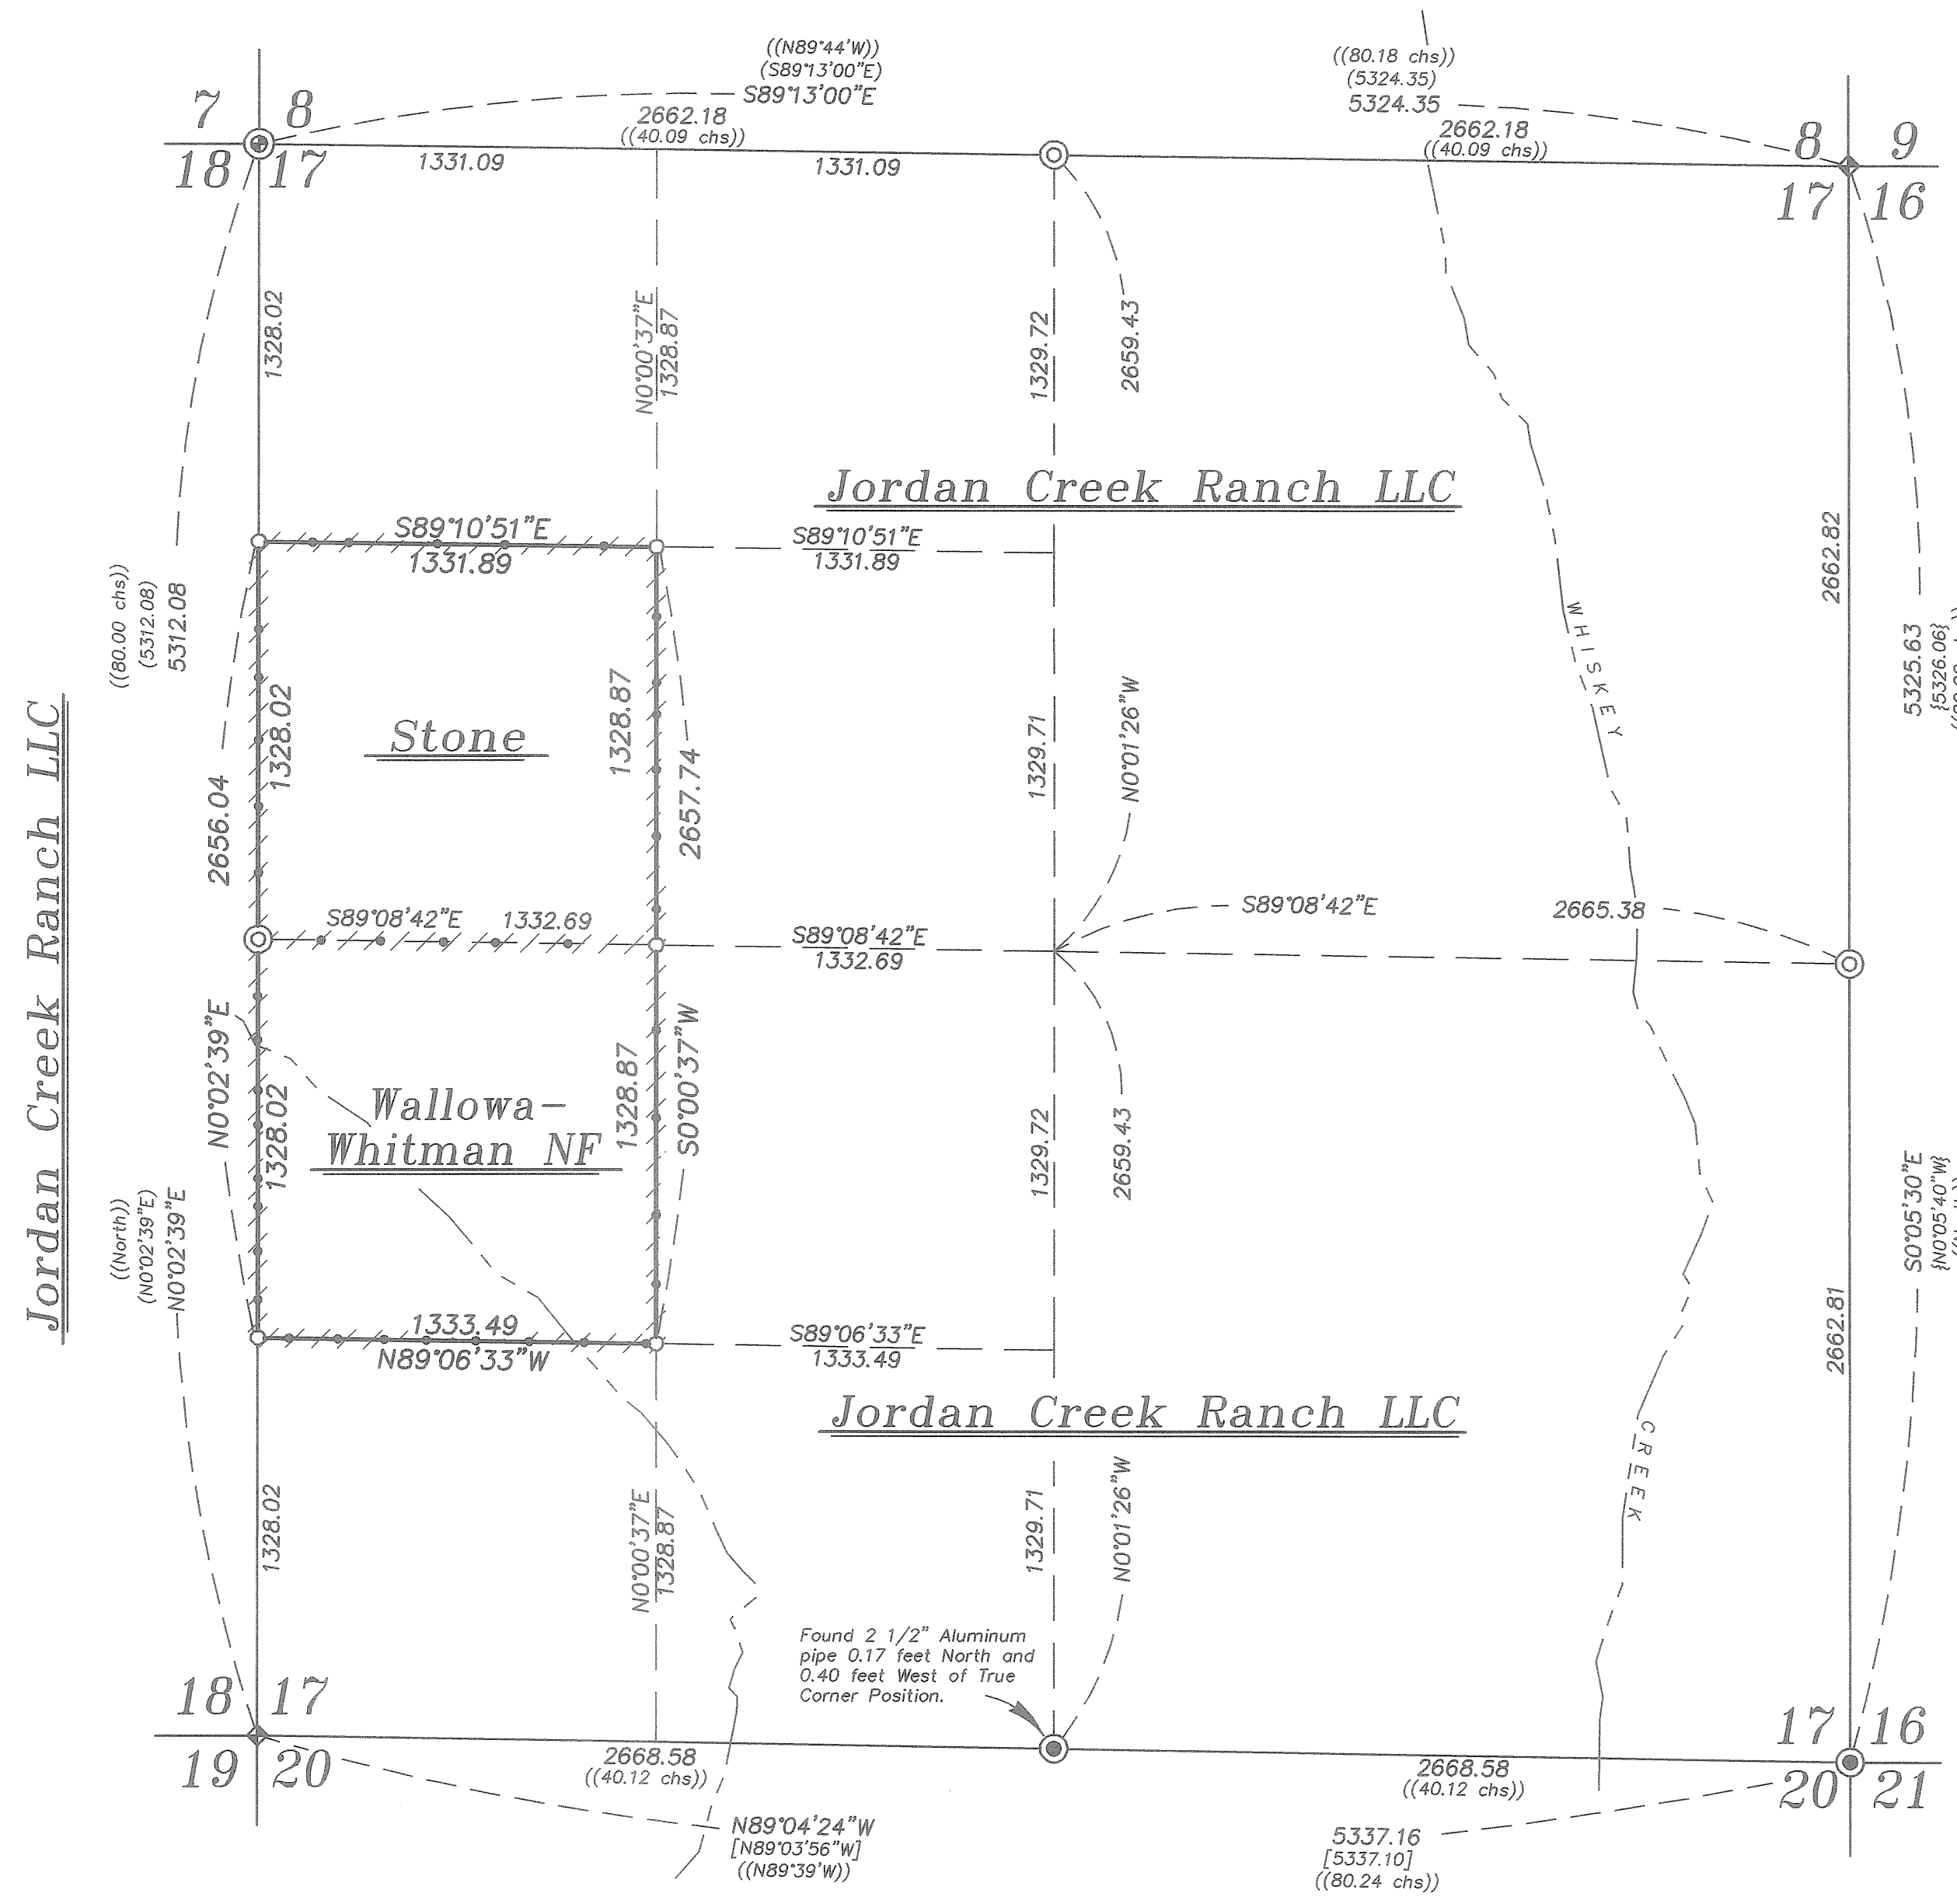 ((N89°44'W))
(S89°13'00"E)
S89°13'00"E
2662.18
((40.09 chs))
1331.09
1331.09
((80.18 chs))
(5324.35)
5324.35
2662.18
((40.09 chs))
7
8
18
17
8
9
17
16
1328.02
N0°00'37"E
1328.87
1329.72
2659.43
2662.82
Jordan Creek Ranch LLC
S89°10'51"E
1331.89
S89°10'51"E
1331.89
((80.00 chs))
(5312.08)
5312.08
5325.63
{5326.06}
WHISKEY
Jordan Creek Ranch LLC
2656.04
1328.02
Stone
1328.87
2657.74
1329.71
N0°01'26"W
S89°08'42"E
1332.69
S89°08'42"E
1332.69
S89°08'42"E
2665.38
N0°02'39"E
1328.02
Wallowa-
Whitman NF
1328.87
S0°00'37"W
1329.72
2659.43
((North))
(N0°02'39"E)
N0°02'39"E
S0°05'30"E
{N0°05'40"W}
1333.49
N89°06'33"W
S89°06'33"E
1333.49
2662.81
Jordan Creek Ranch LLC
CREEK
1328.02
N0°00'37"E
1328.87
1329.71
N0°01'26"W
Found 2 1/2" Aluminum
pipe 0.17 feet North and
0.40 feet West of True
Corner Position.
18
17
19
20
17
16
20
21
2668.58
((40.12 chs))
2668.58
((40.12 chs))
N89°04'24"W
[N89°03'56"W]
((N89°39'W))
5337.16
[5337.10]
((80.24 chs))